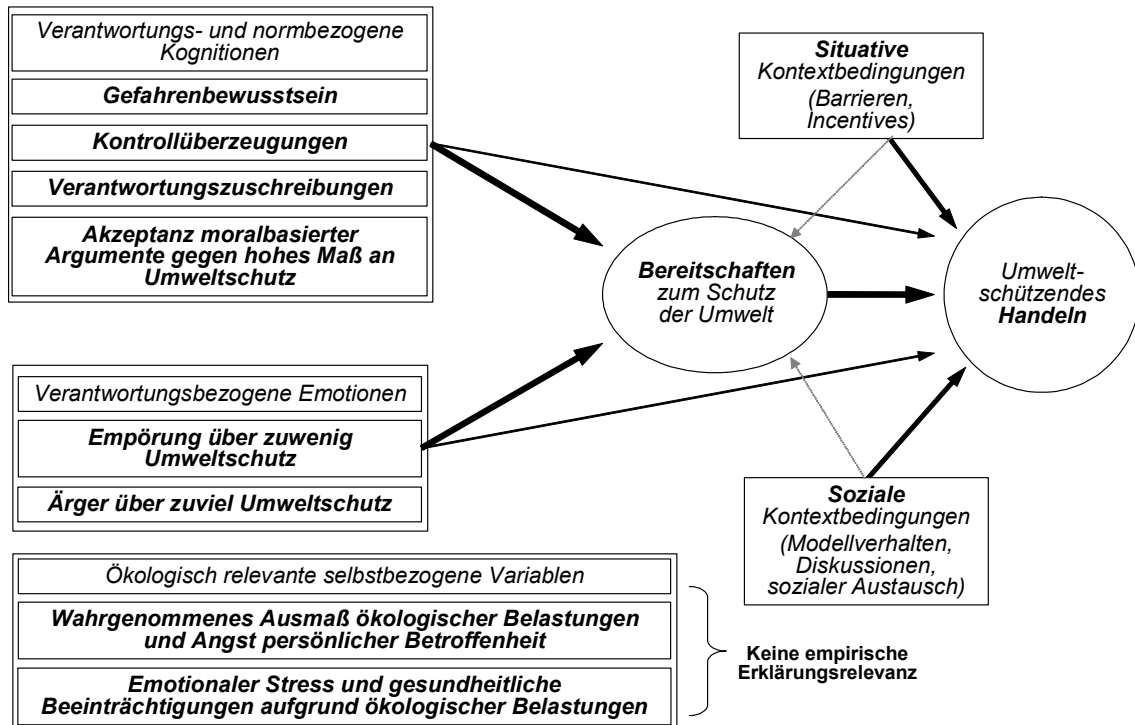 Verantwortungs- und normbezogene
Kognitionen
Gefahrenbewusstsein
Kontrollüberzeugungen
Verantwortungszuschreibungen
Akzeptanz moralbasierter
Argumente gegen hohes Maß an
Umweltschutz
Situative
Kontextbedingungen
(Barrieren,
Incentives)
Bereitschaften
zum Schutz
der Umwelt
Umwelt-
schützendes
Handeln
Verantwortungsbezogene Emotionen
Empörung über zuwenig
Umweltschutz
Ärger über zuviel Umweltschutz
Soziale
Kontextbedingungen
(Modellverhalten,
Diskussionen,
sozialer Austausch)
Ökologisch relevante selbstbezogene Variablen
Wahrgenommenes Ausmaß ökologischer Belastungen
und Angst persönlicher Betroffenheit
Emotionaler Stress und gesundheitliche
Beeinträchtigungen aufgrund ökologischer Belastungen
Keine empirische
Erklärungsrelevanz